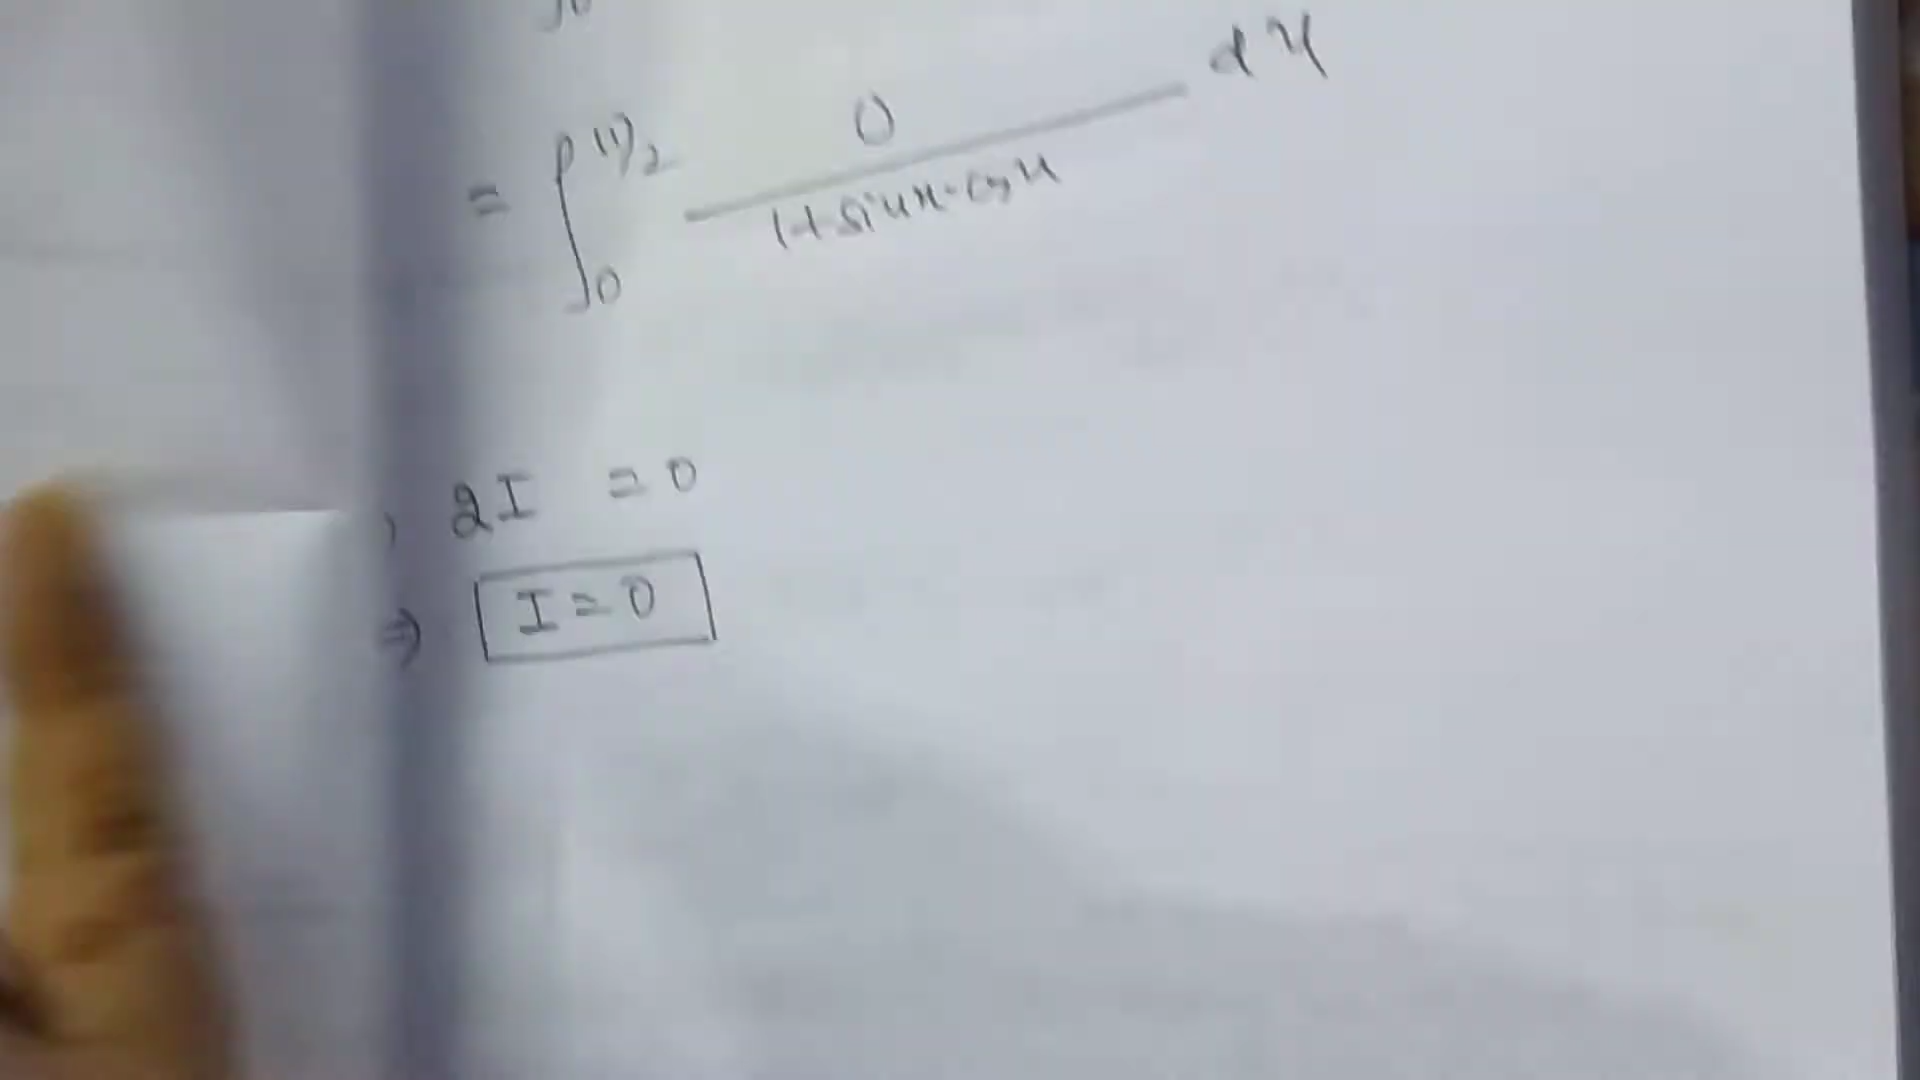 = ∫₀^{π/2} 0 / (1+sinx·cosx) dx
2I = 0
⇒ I = 0